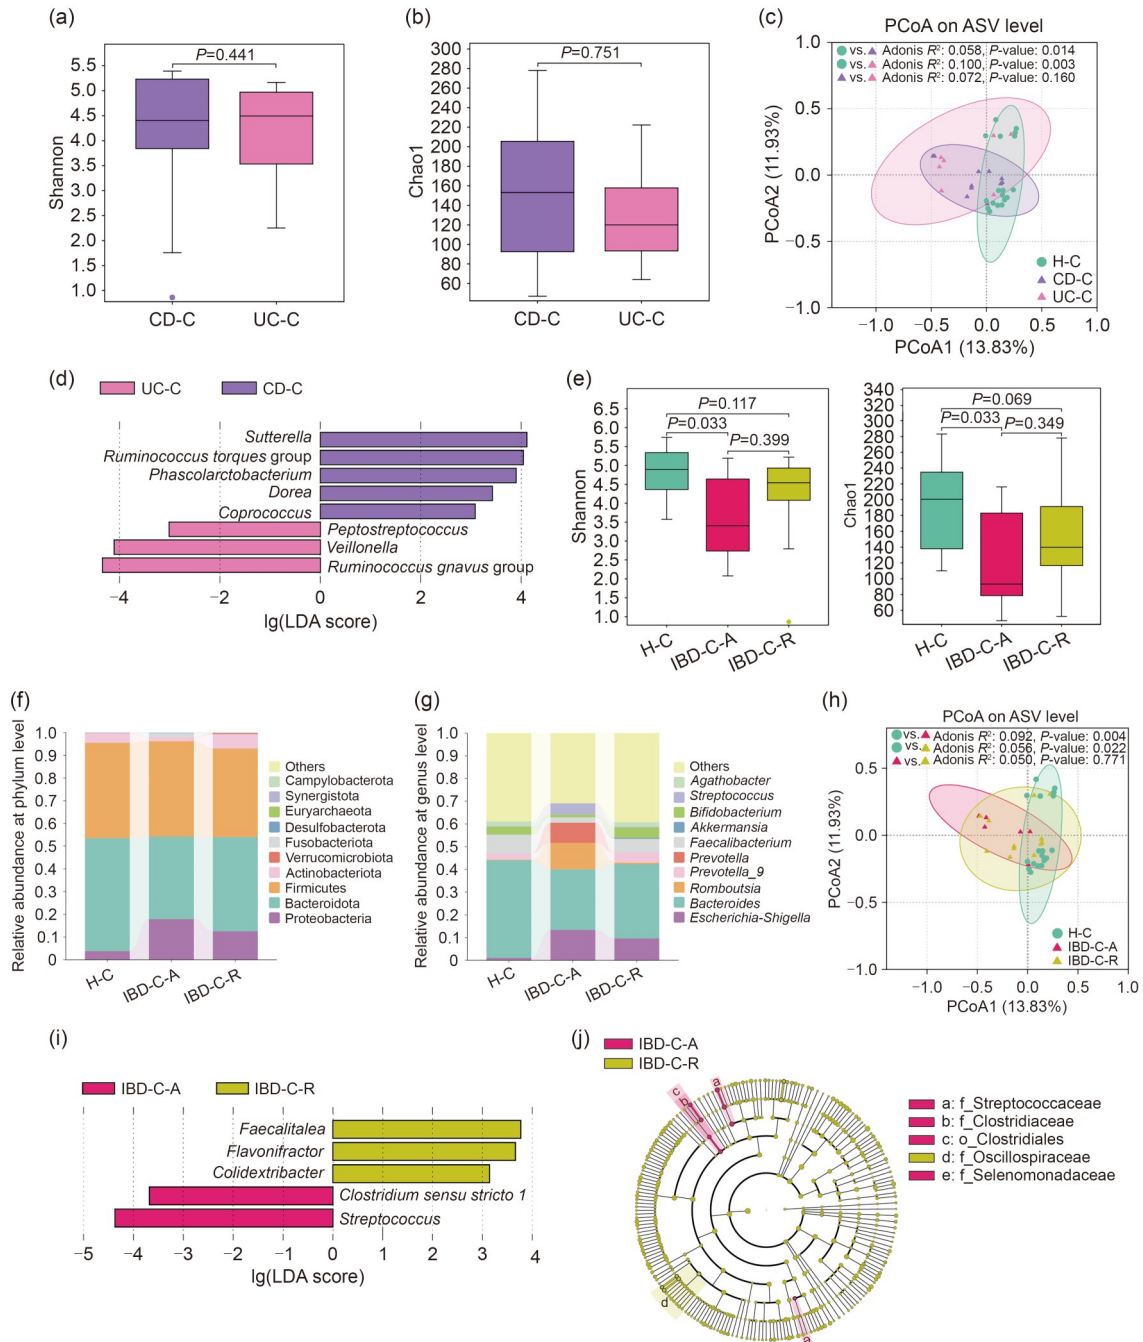 (a)
P=0.441
5.5
5.0
4.5
4.0
3.5
3.0
2.5
2.0
1.5
1.0
Shannon
CD-C
UC-C
(b)
P=0.751
300
280
260
240
220
200
180
160
140
120
100
80
60
Chao1
CD-C
UC-C
(c)
PCoA on ASV level
vs. Adonis R²: 0.058, P-value: 0.014
vs. Adonis R²: 0.100, P-value: 0.003
vs. Adonis R²: 0.072, P-value: 0.160
1.0
0.5
0.0
−0.5
−1.0
PCoA2 (11.93%)
H-C
CD-C
UC-C
−1.0 −0.5 0.0 0.5 1.0
PCoA1 (13.83%)
(d)
UC-C
CD-C
Sutterella
Ruminococcus torques group
Phascolarctobacterium
Dorea
Coprococcus
Peptostreptococcus
Veillonella
Ruminococcus gnavus group
−4 −2 0 2 4
lg(LDA score)
(e)
P=0.117
P=0.033
P=0.399
6.5
6.0
5.5
5.0
4.5
4.0
3.5
3.0
2.5
2.0
1.5
1.0
Shannon
H-C
IBD-C-A
IBD-C-R
P=0.069
P=0.033
P=0.349
340
320
300
280
260
240
220
200
180
160
140
120
100
80
60
Chao1
H-C
IBD-C-A
IBD-C-R
(f)
1.0
0.9
0.8
0.7
0.6
0.5
0.4
0.3
0.2
0.1
0
Relative abundance at phylum level
H-C
IBD-C-A
IBD-C-R
Others
Campylobacterota
Synergistota
Euryarchaeota
Desulfobacterota
Fusobacteriota
Verrucomicrobiota
Actinobacteriota
Firmicutes
Bacteroidota
Proteobacteria
(g)
1.0
0.9
0.8
0.7
0.6
0.5
0.4
0.3
0.2
0.1
0
Relative abundance at genus level
H-C
IBD-C-A
IBD-C-R
Others
Agathobacter
Streptococcus
Bifidobacterium
Akkermansia
Faecalibacterium
Prevotella
Prevotella_9
Romboutsia
Bacteroides
Escherichia-Shigella
(h)
PCoA on ASV level
vs. Adonis R²: 0.092, P-value: 0.004
vs. Adonis R²: 0.056, P-value: 0.022
vs. Adonis R²: 0.050, P-value: 0.771
1.0
0.5
0.0
−0.5
−1.0
PCoA2 (11.93%)
H-C
IBD-C-A
IBD-C-R
−1.0 −0.5 0.0 0.5 1.0
PCoA1 (13.83%)
(i)
IBD-C-A
IBD-C-R
Faecalitalea
Flavonifractor
Colidextribacter
Clostridium sensu stricto 1
Streptococcus
−5 −4 −3 −2 −1 0 1 2 3 4
lg(LDA score)
(j)
IBD-C-A
IBD-C-R
a
c
b
d
a: f_Streptococcaceae
b: f_Clostridiaceae
c: o_Clostridiales
d: f_Oscillospiraceae
e: f_Selenomonadaceae